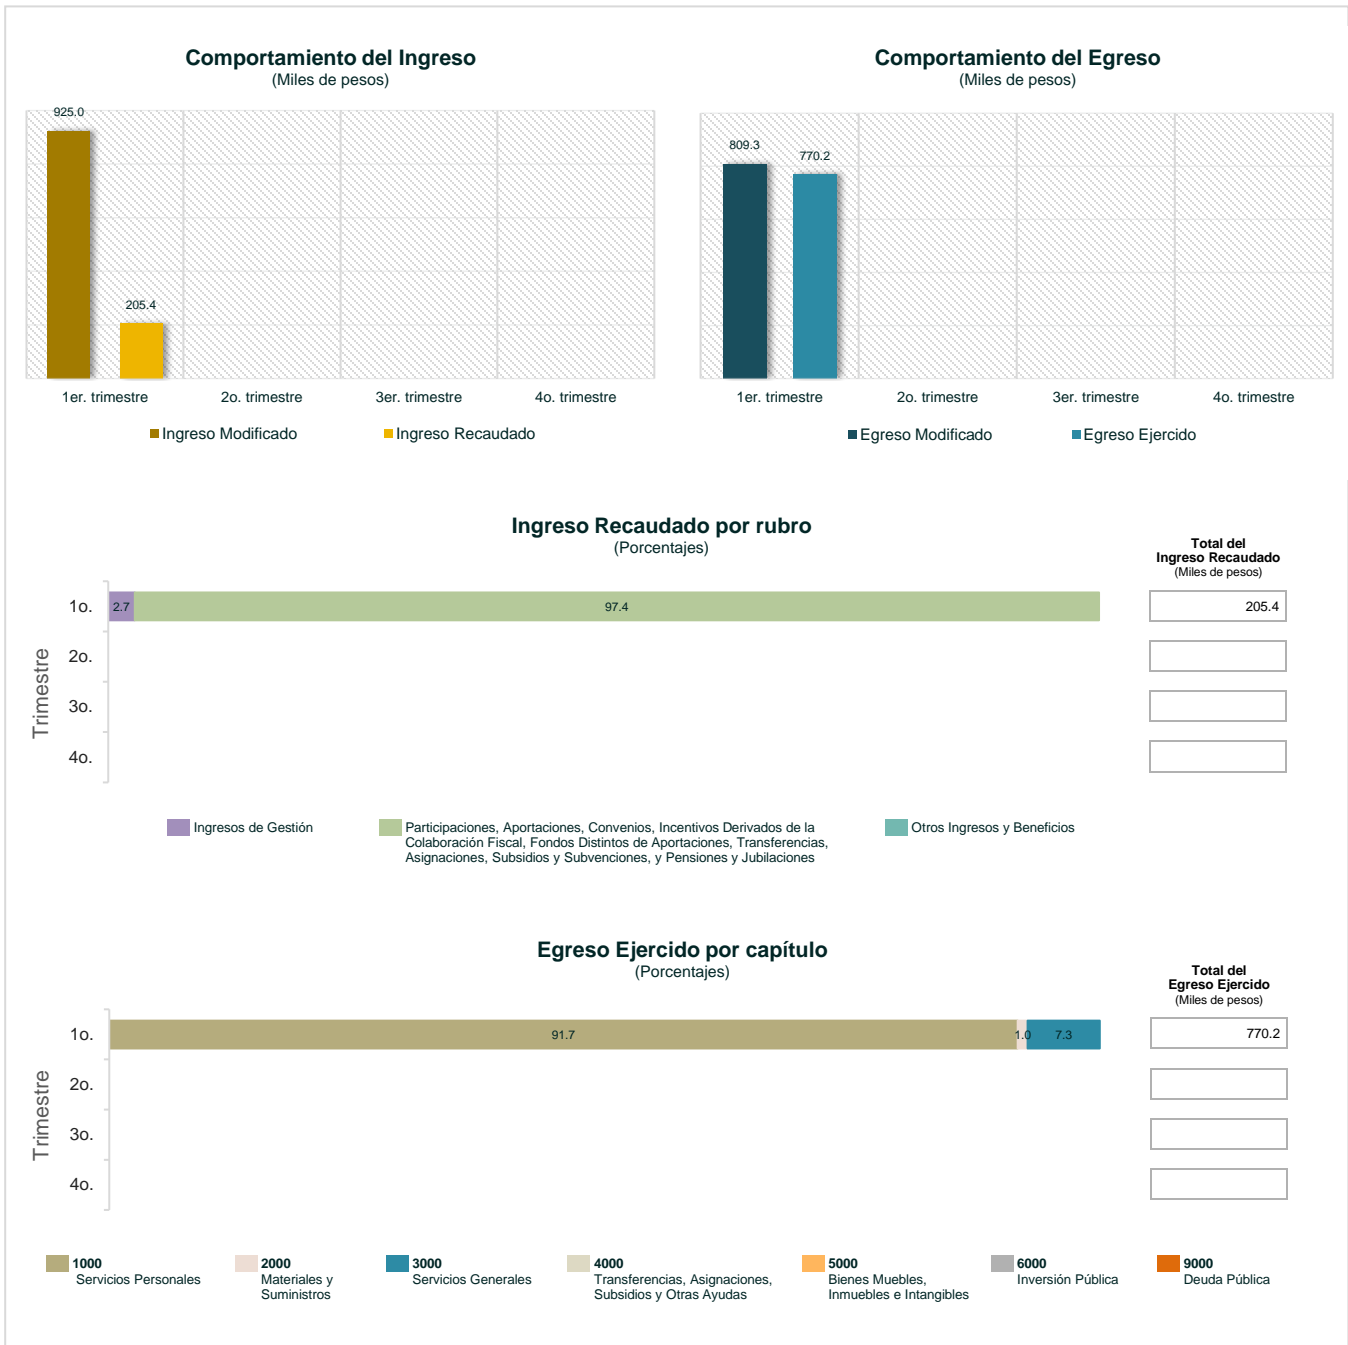 Comportamiento del Ingreso
(Miles de pesos)
925.0
205.4
1er. trimestre
2o. trimestre
3er. trimestre
4o. trimestre
Ingreso Modificado
Ingreso Recaudado
Comportamiento del Egreso
(Miles de pesos)
809.3
770.2
1er. trimestre
2o. trimestre
3er. trimestre
4o. trimestre
Egreso Modificado
Egreso Ejercido
Ingreso Recaudado por rubro
(Porcentajes)
Total del
Ingreso Recaudado
(Miles de pesos)
Trimestre
1o.
2.7
97.4
205.4
2o.
3o.
4o.
Ingresos de Gestión
Participaciones, Aportaciones, Convenios, Incentivos Derivados de la
Colaboración Fiscal, Fondos Distintos de Aportaciones, Transferencias,
Asignaciones, Subsidios y Subvenciones, y Pensiones y Jubilaciones
Otros Ingresos y Beneficios
Egreso Ejercido por capítulo
(Porcentajes)
Total del
Egreso Ejercido
(Miles de pesos)
Trimestre
1o.
91.7
1.0
7.3
770.2
2o.
3o.
4o.
1000
Servicios Personales
2000
Materiales y
Suministros
3000
Servicios Generales
4000
Transferencias, Asignaciones,
Subsidios y Otras Ayudas
5000
Bienes Muebles,
Inmuebles e Intangibles
6000
Inversión Pública
9000
Deuda Pública